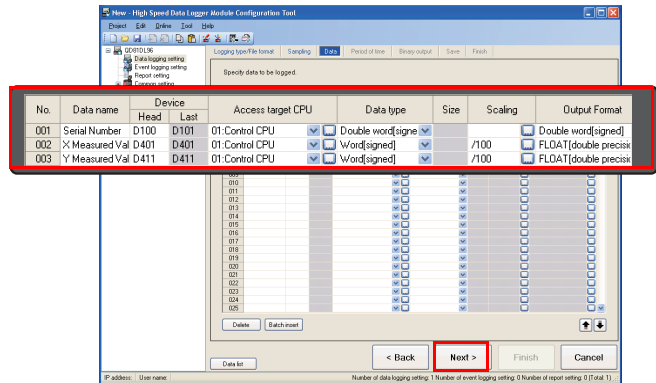 New - High Speed Data Logger Module Configuration Tool
Project Edit Online Tool Help
QD81DL96
Data logging setting
Event logging setting
Report setting
Common setting
Logging type/File format Sampling Data Period of time Binary output Save Finish
Specify data to be logged.
No. Data name Device Access target CPU Data type Size Scaling Output Format
Head Last
001 Serial Number D100 D101 01:Control CPU Double word[signe Double word[signed]
002 X Measured Val D401 D401 01:Control CPU Word[signed] /100 FLOAT[double precisio
003 Y Measured Val D411 D411 01:Control CPU Word[signed] /100 FLOAT[double precisio
010
011
012
013
014
015
016
017
018
019
020
021
022
023
024
025
Delete Batch insert
Data list
< Back Next > Finish Cancel
IP address: User name: Number of data logging setting: 1 Number of event logging setting: 0 Number of report setting: 0 (Total: 1)